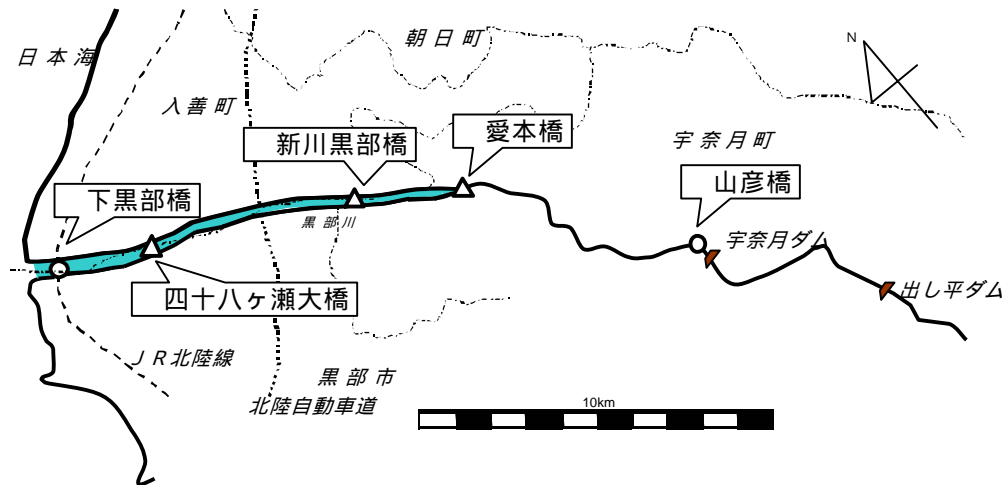 日本海
朝日町
N
入善町
新川黒部橋
愛本橋
宇奈月町
山彦橋
下黒部橋
黒部川
宇奈月ダム
四十八ヶ瀬大橋
出し平ダム
JR北陸線
黒部市
北陸自動車道
10km